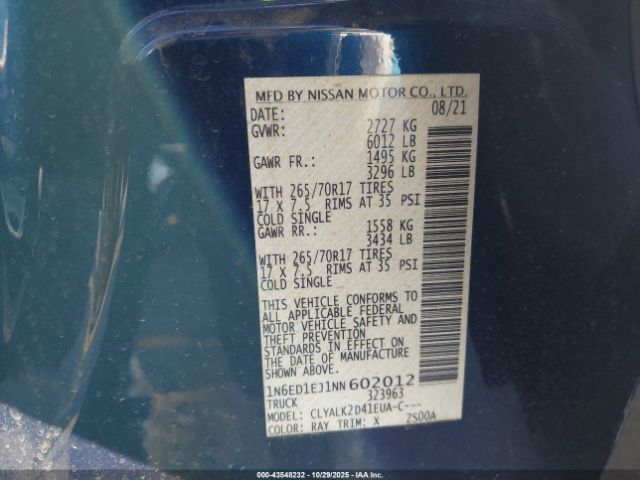 MFD BY NISSAN MOTOR CO., LTD.
DATE: 08/21
GVWR: 2727 KG
6012 LB
GAWR FR.: 1495 KG
3296 LB
WITH 265/70R17 TIRES
17 X 7.5 RIMS AT 35 PSI
COLD SINGLE
GAWR RR.: 1558 KG
3434 LB
WITH 265/70R17 TIRES
17 X 7.5 RIMS AT 35 PSI
COLD SINGLE
THIS VEHICLE CONFORMS TO
ALL APPLICABLE FEDERAL
MOTOR VEHICLE SAFETY AND
THEFT PREVENTION
STANDARDS IN EFFECT ON
THE DATE OF MANUFACTURE
SHOWN ABOVE.
1N6ED1EJ1NN602012
TRUCK 323963
MODEL: CLYALK2D41EUA-C---
COLOR: RAY TRIM: X ZS00A
000-43548232 - 10/29/2025 - IAAI.COM